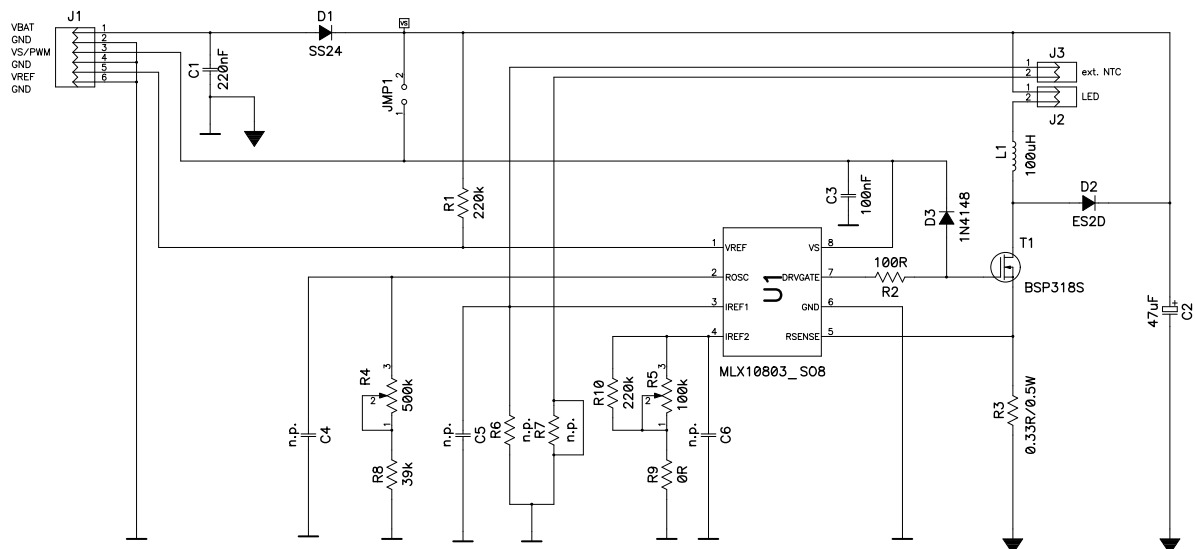 J1
VBAT
GND
VS/PWM
GND
VREF
GND
1
2
3
4
5
6
C1
220nF
D1
SS24
VS
JMP1
2
1
J3
1
2
ext. NTC
1
2
LED
J2
L1
100uH
R1
220k
C3
100nF
D3
1N4148
D2
ES2D
T1
BSP318S
1
2
3
4
VREF
ROSC
IREF1
IREF2
U1
VS
DRVGATE
GND
RSENSE
8
7
6
5
MLX10803_SO8
100R
R2
47uF
+
C2
n.p.
C4
R4
500k
3
2
1
R8
39k
n.p.
C5
R6
n.p.
R7
n.p.
R10
220k
R5
100k
3
2
1
R9
0R
n.p.
C6
R3
0.33R/0.5W